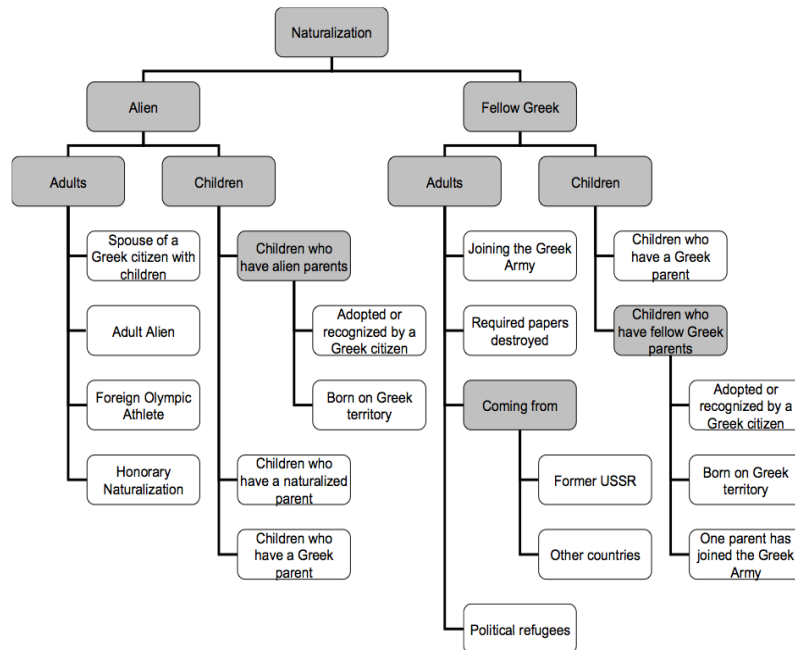 Naturalization
Alien
Fellow Greek
Adults
Children
Adults
Children
Spouse of a
Greek citizen with
children
Children who
have alien parents
Joining the Greek
Army
Children who
have a Greek
parent
Adult Alien
Adopted or
recognized by a
Greek citizen
Required papers
destroyed
Children who
have fellow Greek
parents
Foreign Olympic
Athlete
Born on Greek
territory
Coming from
Adopted or
recognized by a
Greek citizen
Honorary
Naturalization
Children who
have a naturalized
parent
Former USSR
Born on Greek
territory
Children who
have a Greek
parent
Other countries
One parent has
joined the Greek
Army
Political refugees